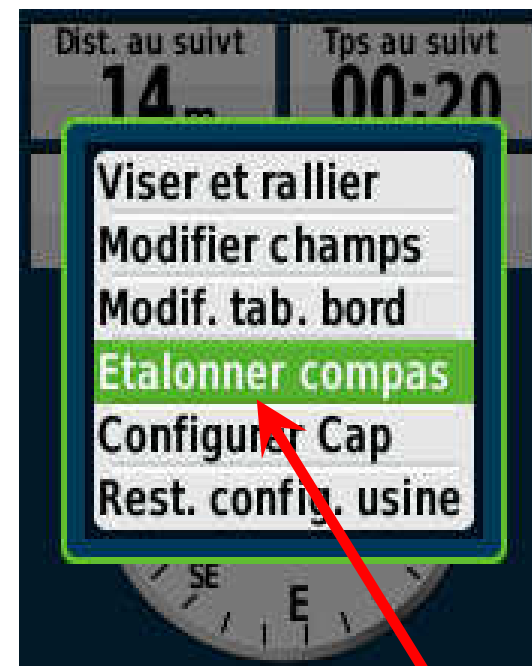 Dist. au suivt Tps au suivt
14m 00:20
Viser et rallier
Modifier champs
Modif. tab. bord
Etalonner compas
Configurer Cap
Rest. config. usine
SE
E